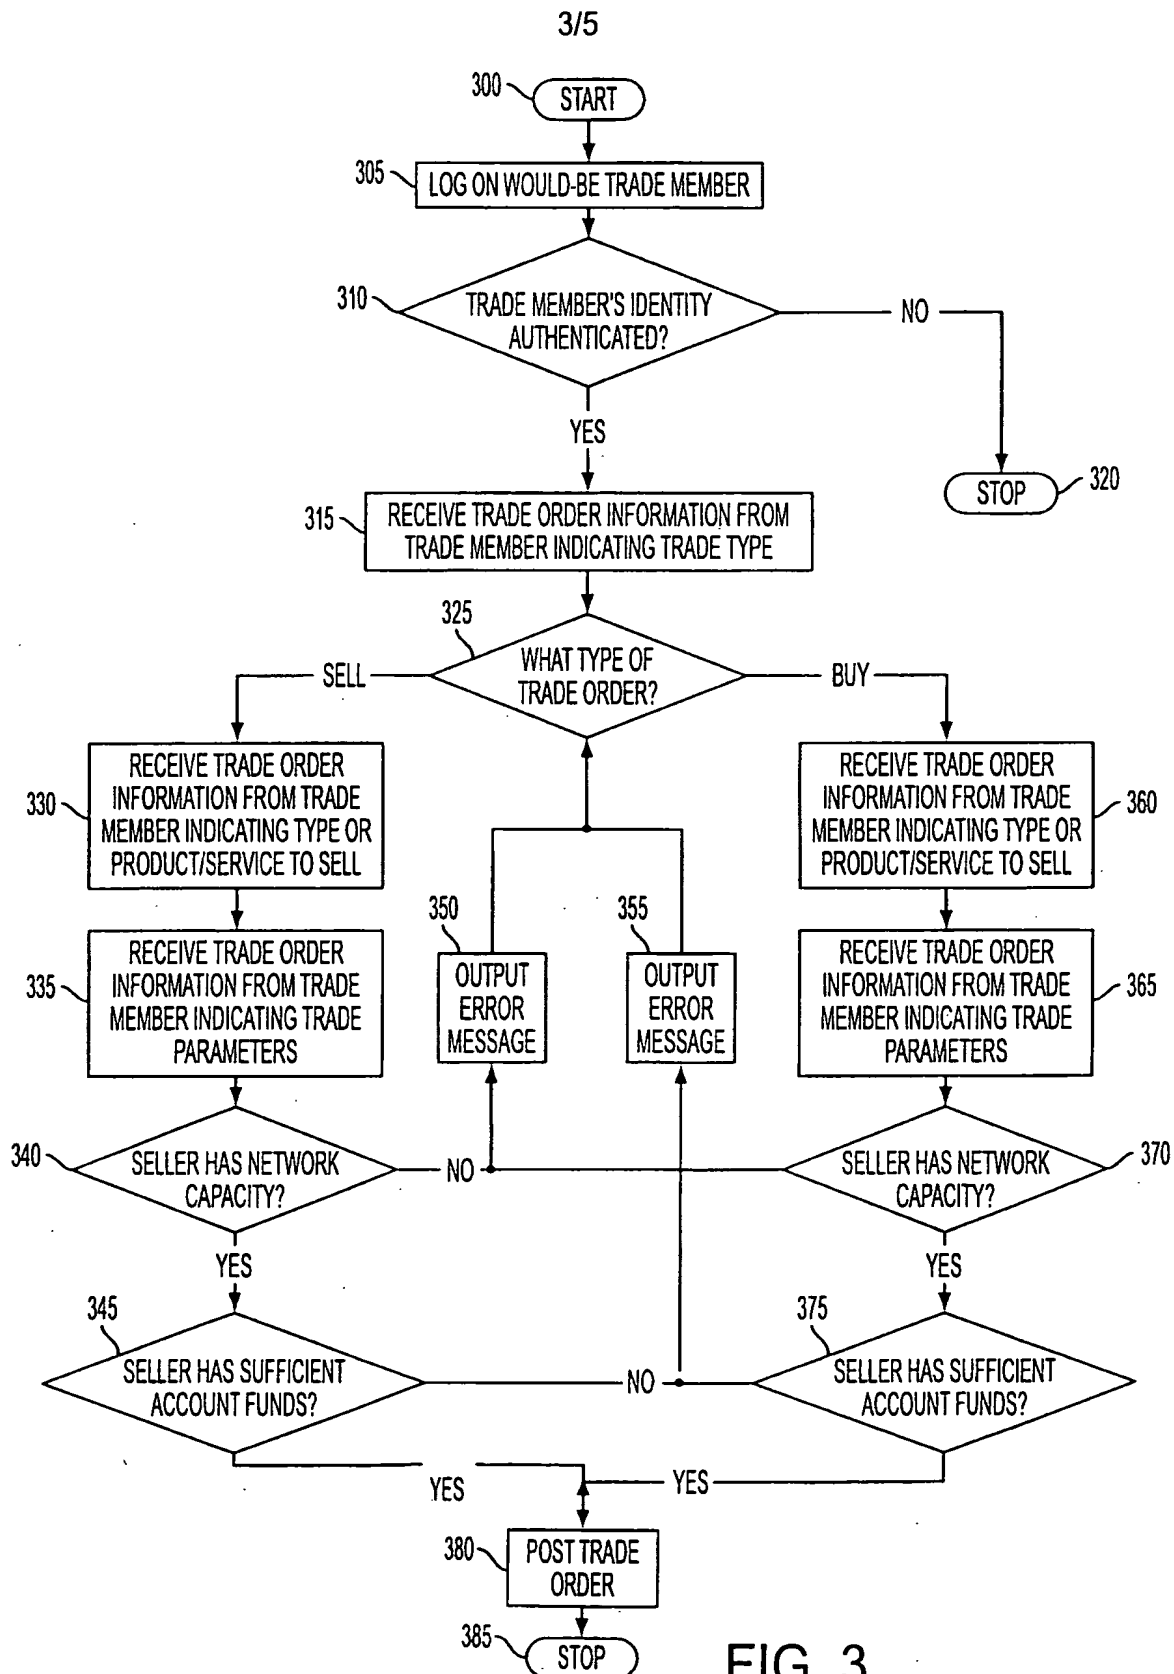 3/5
300
START
305
LOG ON WOULD-BE TRADE MEMBER
310
TRADE MEMBER'S IDENTITY
AUTHENTICATED?
NO
YES
320
STOP
315
RECEIVE TRADE ORDER INFORMATION FROM
TRADE MEMBER INDICATING TRADE TYPE
325
WHAT TYPE OF
TRADE ORDER?
SELL
BUY
330
RECEIVE TRADE ORDER
INFORMATION FROM TRADE
MEMBER INDICATING TYPE OR
PRODUCT/SERVICE TO SELL
360
RECEIVE TRADE ORDER
INFORMATION FROM TRADE
MEMBER INDICATING TYPE OR
PRODUCT/SERVICE TO SELL
335
RECEIVE TRADE ORDER
INFORMATION FROM TRADE
MEMBER INDICATING TRADE
PARAMETERS
350
OUTPUT
ERROR
MESSAGE
355
OUTPUT
ERROR
MESSAGE
365
RECEIVE TRADE ORDER
INFORMATION FROM TRADE
MEMBER INDICATING TRADE
PARAMETERS
340
SELLER HAS NETWORK
CAPACITY?
NO
370
SELLER HAS NETWORK
CAPACITY?
YES
YES
345
SELLER HAS SUFFICIENT
ACCOUNT FUNDS?
NO
375
SELLER HAS SUFFICIENT
ACCOUNT FUNDS?
YES
YES
380
POST TRADE
ORDER
385
STOP
FIG. 3